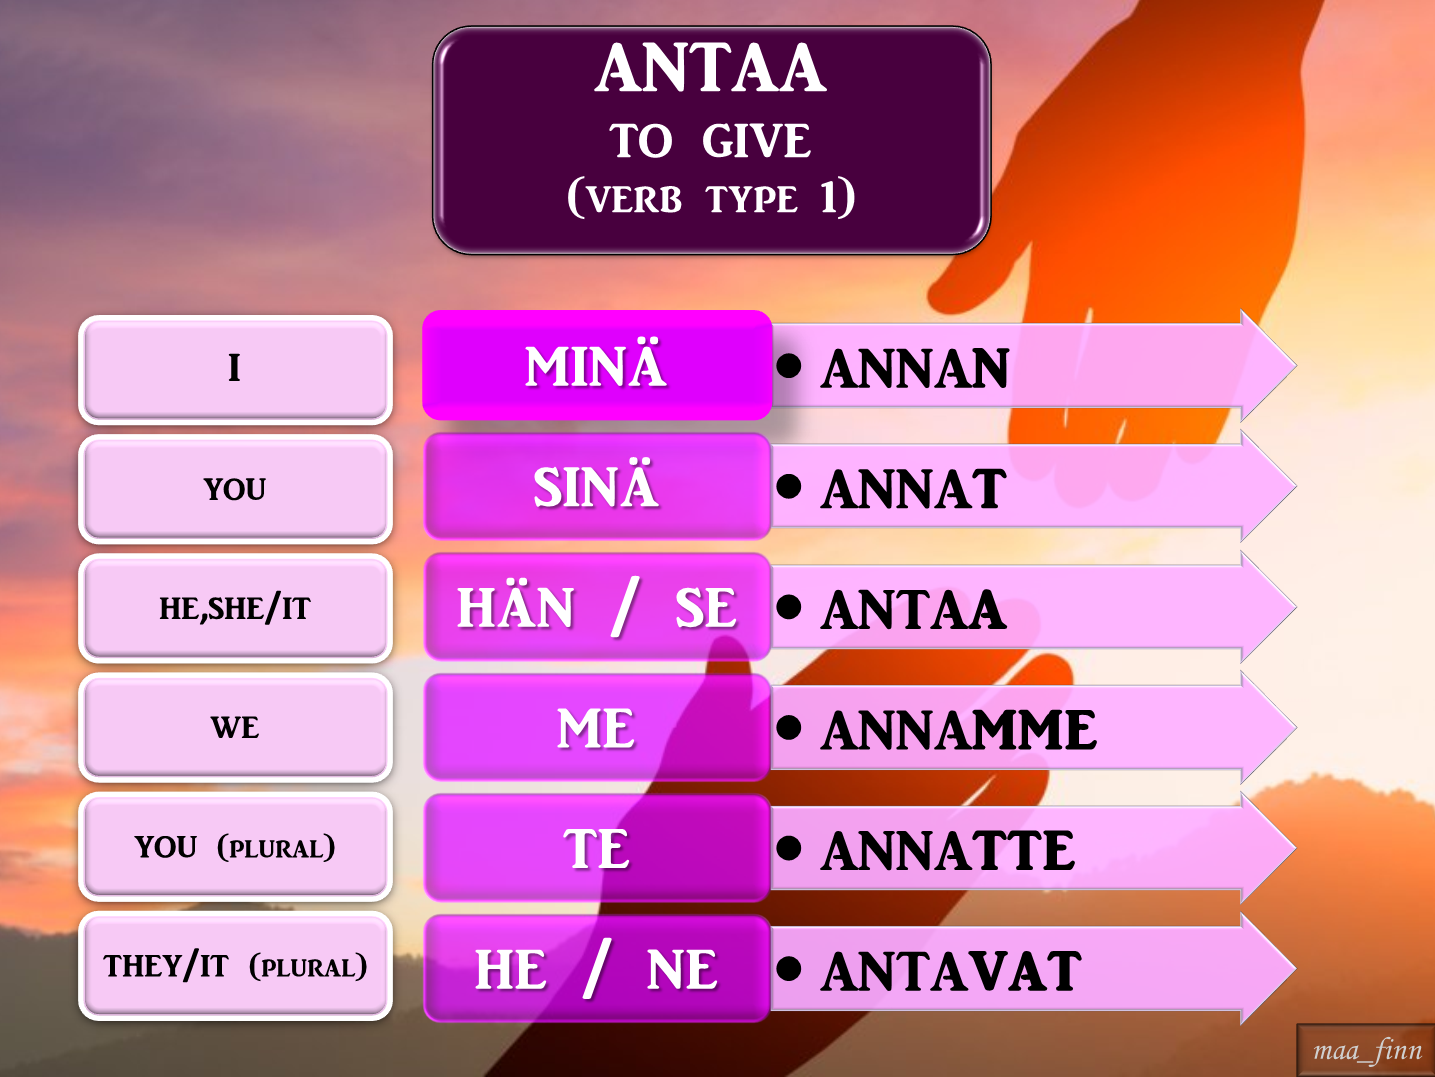 ANTAA
TO GIVE
(VERB TYPE 1)
I MINÄ • ANNAN
YOU SINÄ • ANNAT
HE,SHE/IT HÄN / SE • ANTAA
WE ME • ANNAMME
YOU (PLURAL) TE • ANNATTE
THEY/IT (PLURAL) HE / NE • ANTAVAT
maa_finn